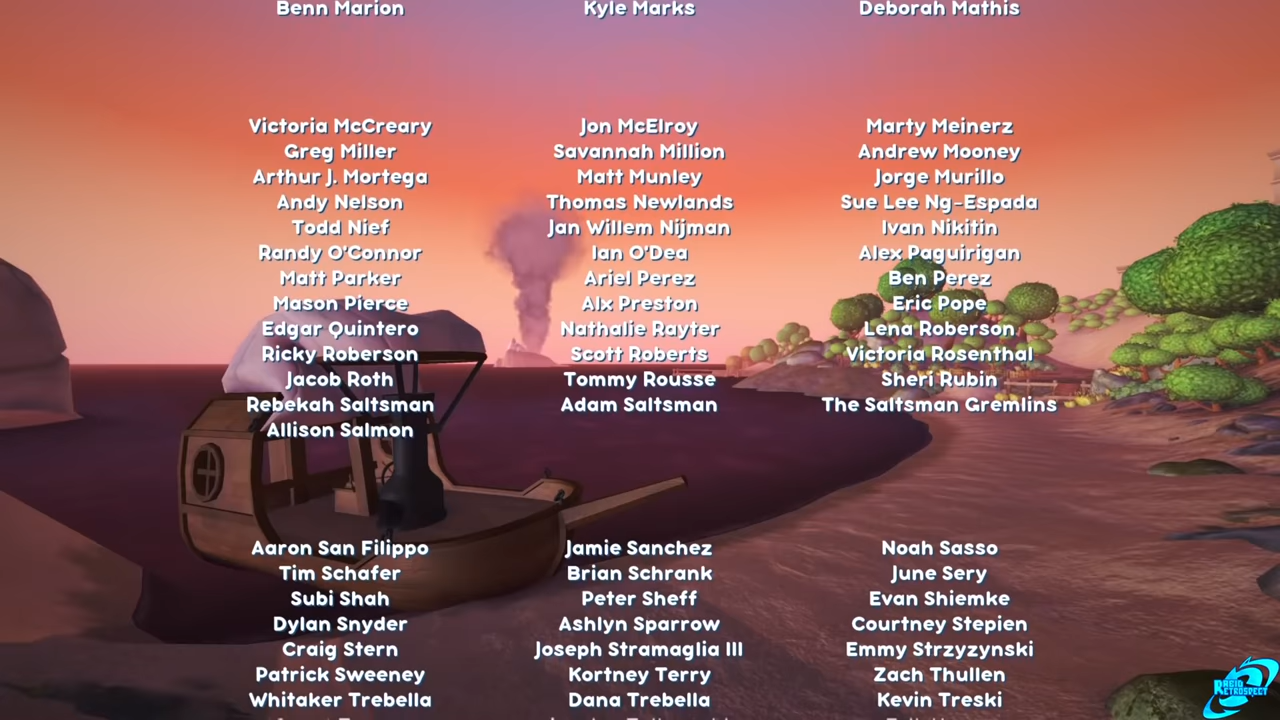 Benn Marion Kyle Marks Deborah Mathis
Victoria McCreary Jon McElroy Marty Meinerz
Greg Miller Savannah Million Andrew Mooney
Arthur J. Mortega Matt Munley Jorge Murillo
Andy Nelson Thomas Newlands Sue Lee Ng-Espada
Todd Nief Jan Willem Nijman Ivan Nikitin
Randy O'Connor Ian O'Dea Alex Paguirigan
Matt Parker Ariel Perez Ben Perez
Mason Pierce Alx Preston Eric Pope
Edgar Quintero Nathalie Rayter Lena Roberson
Ricky Roberson Scott Roberts Victoria Rosenthal
Jacob Roth Tommy Rousse Sheri Rubin
Rebekah Saltsman Adam Saltsman The Saltsman Gremlins
Allison Salmon
Aaron San Filippo Jamie Sanchez Noah Sasso
Tim Schafer Brian Schrank June Sery
Subi Shah Peter Sheff Evan Shiemke
Dylan Snyder Ashlyn Sparrow Courtney Stepien
Craig Stern Joseph Stramaglia III Emmy Strzyzynski
Patrick Sweeney Kortney Terry Zach Thullen
Whitaker Trebella Dana Trebella Kevin Treski
Retrospect